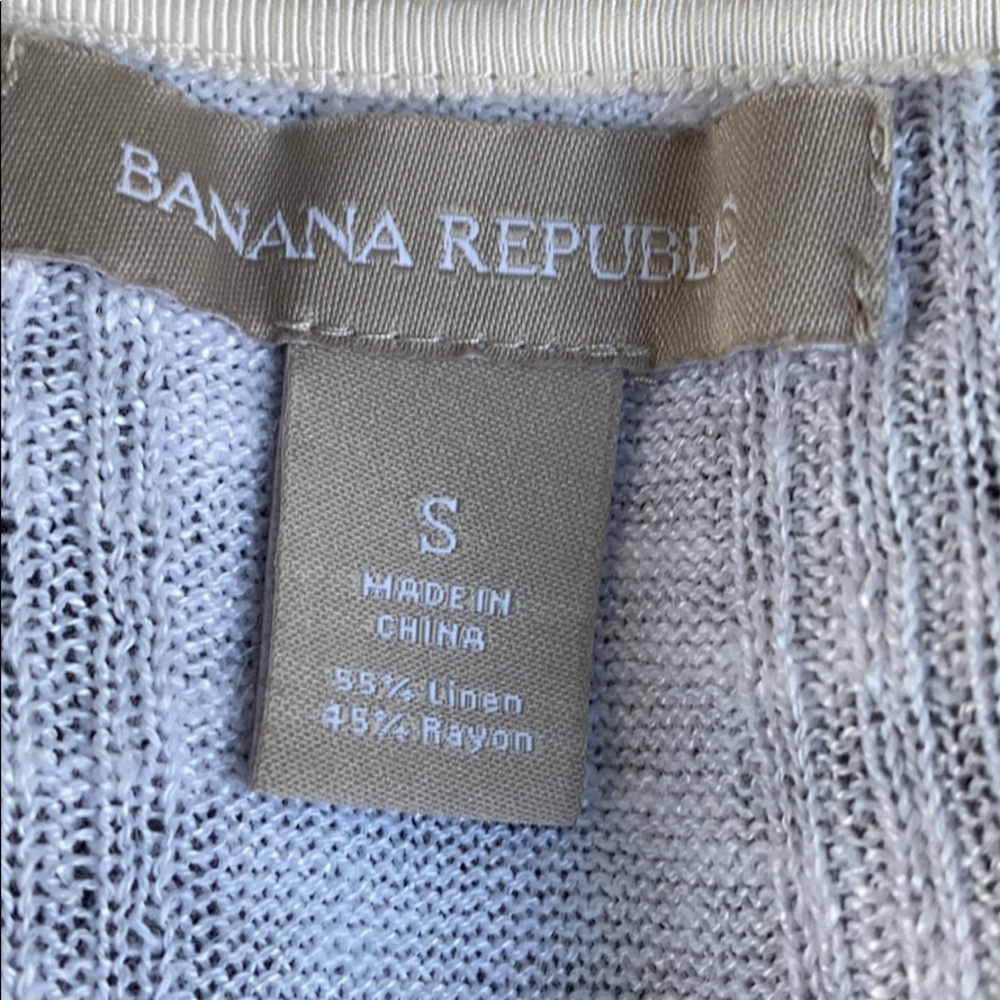 BANANA REPUBLIC
S
MADE IN
CHINA
55% Linen
45% Rayon